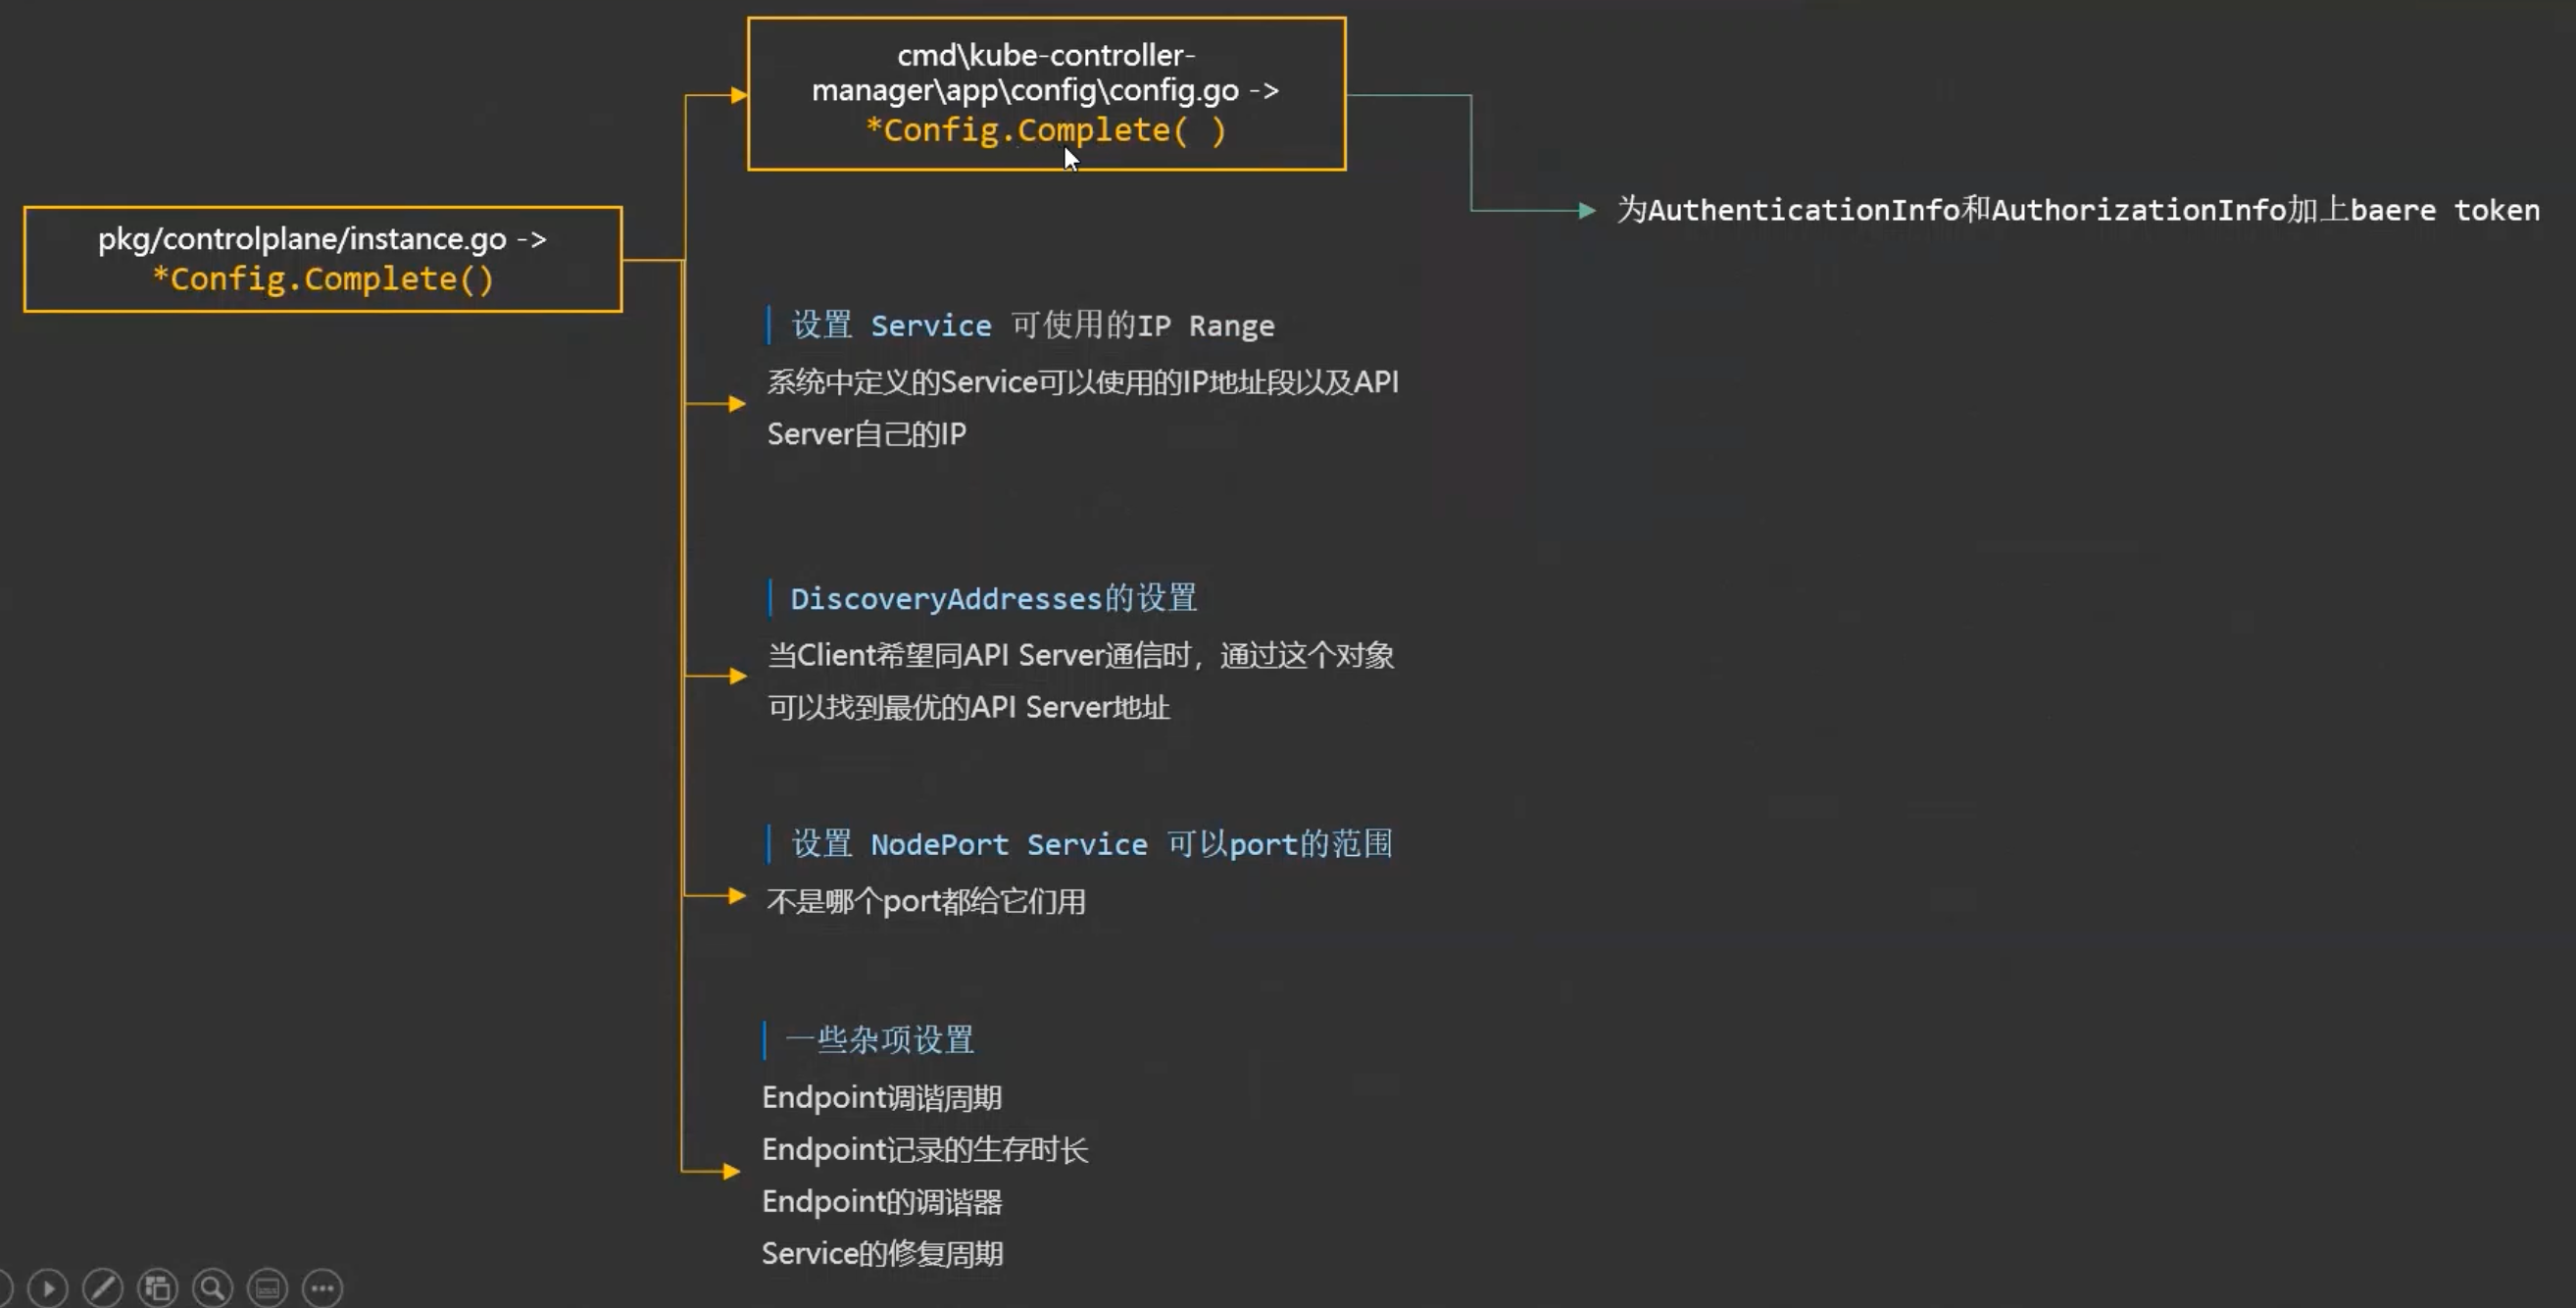 cmd\kube-controller-
manager\app\config\config.go ->
*Config.Complete( )
pkg/controlplane/instance.go ->
*Config.Complete()
为AuthenticationInfo和AuthorizationInfo加上baere token
设置 Service 可使用的IP Range
系统中定义的Service可以使用的IP地址段以及API
Server自己的IP
DiscoveryAddresses的设置
当Client希望同API Server通信时，通过这个对象
可以找到最优的API Server地址
设置 NodePort Service 可以port的范围
不是哪个port都给它们用
一些杂项设置
Endpoint调谐周期
Endpoint记录的生存时长
Endpoint的调谐器
Service的修复周期